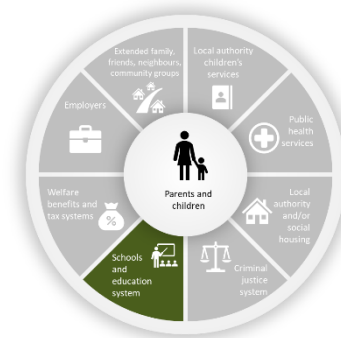 Extended family,
friends, neighbours,
community groups
Local authority
children's
services
Public
health
services
Local
authority
and/or
social
housing
Criminal
justice
system
Schools
and
education
system
Welfare
benefits and
tax systems
%
Employers
Parents and
children